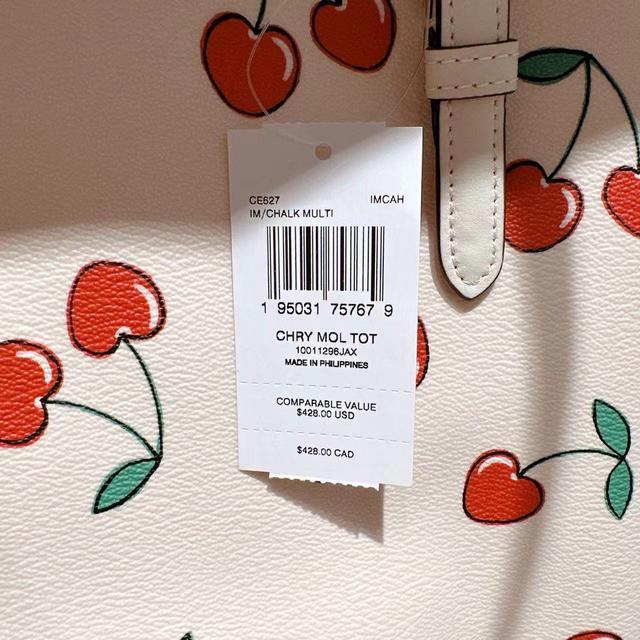 CE627 IMCAH
IM/CHALK MULTI
1 95031 75767 9
CHRY MOL TOT
10011296JAX
MADE IN PHILIPPINES
COMPARABLE VALUE
$428.00 USD
$428.00 CAD